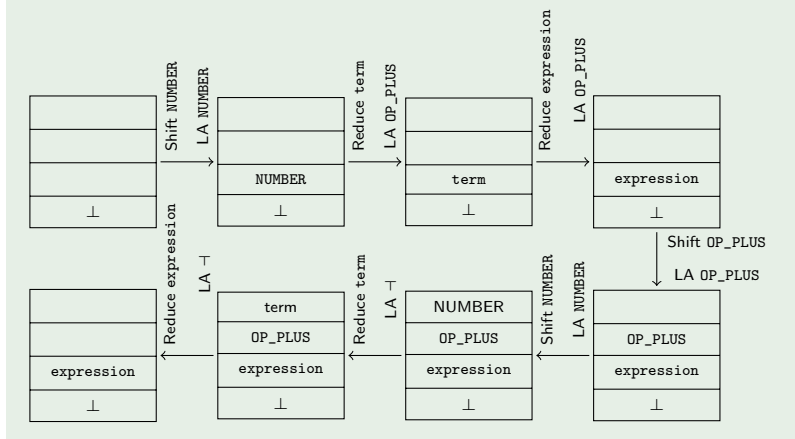 Shift NUMBER
LA NUMBER
Reduce term
LA OP_PLUS
Reduce expression
LA OP_PLUS
⊥
NUMBER
⊥
term
⊥
expression
⊥
Shift OP_PLUS
LA OP_PLUS
Reduce expression
LA ⊣
Reduce term
LA ⊣
Shift NUMBER
LA NUMBER
expression
⊥
term
OP_PLUS
expression
⊥
NUMBER
OP_PLUS
expression
⊥
OP_PLUS
expression
⊥